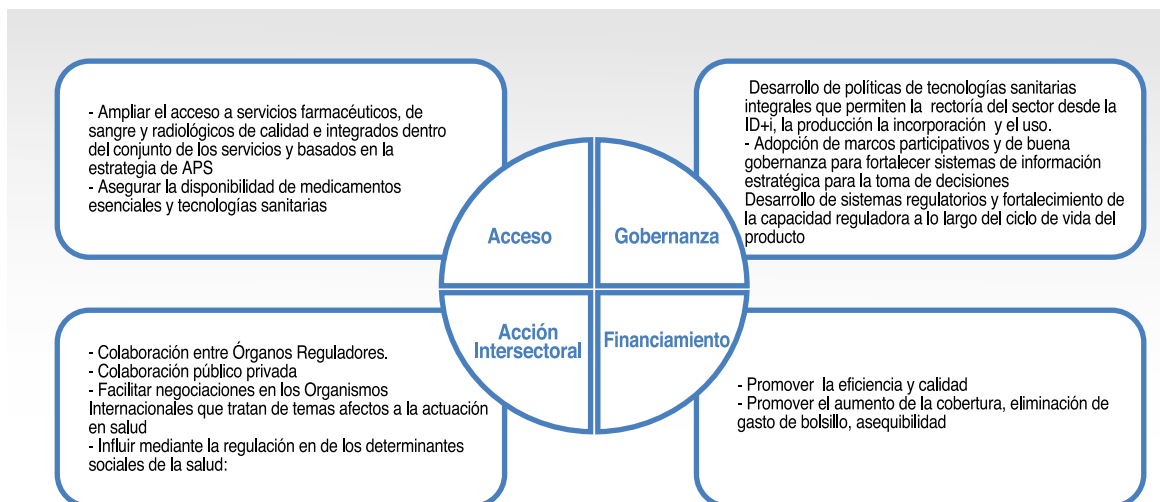 - Ampliar el acceso a servicios farmacéuticos, de
sangre y radiológicos de calidad e integrados dentro
del conjunto de los servicios y basados en la
estrategia de APS
- Asegurar la disponibilidad de medicamentos
esenciales y tecnologías sanitarias
Desarrollo de políticas de tecnologías sanitarias
integrales que permiten la rectoría del sector desde la
ID+i, la producción la incorporación y el uso.
- Adopción de marcos participativos y de buena
gobernanza para fortalecer sistemas de información
estratégica para la toma de decisiones
Desarrollo de sistemas regulatorios y fortalecimiento de
la capacidad reguladora a lo largo del ciclo de vida del
producto
Acceso
Gobernanza
Acción
Intersectoral
Financiamiento
- Colaboración entre Órganos Reguladores.
- Colaboración público privada
- Facilitar negociaciones en los Organismos
Internacionales que tratan de temas afectos a la actuación
en salud
- Influir mediante la regulación en de los determinantes
sociales de la salud:
- Promover la eficiencia y calidad
- Promover el aumento de la cobertura, eliminación de
gasto de bolsillo, asequibilidad